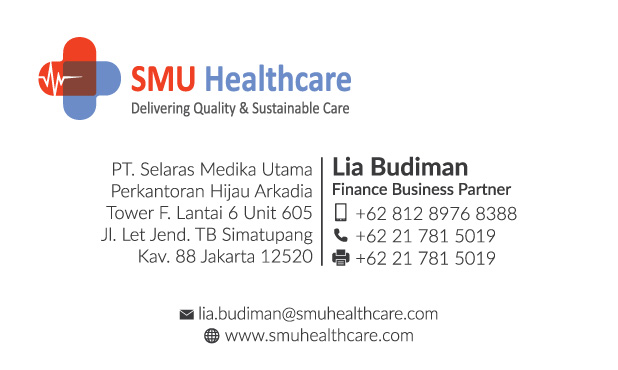 SMU Healthcare
Delivering Quality & Sustainable Care
PT. Selaras Medika Utama
Perkantoran Hijau Arkadia
Tower F. Lantai 6 Unit 605
Jl. Let Jend. TB Simatupang
Kav. 88 Jakarta 12520
Lia Budiman
Finance Business Partner
+62 812 8976 8388
+62 21 781 5019
+62 21 781 5019
lia.budiman@smuhealthcare.com
www.smuhealthcare.com